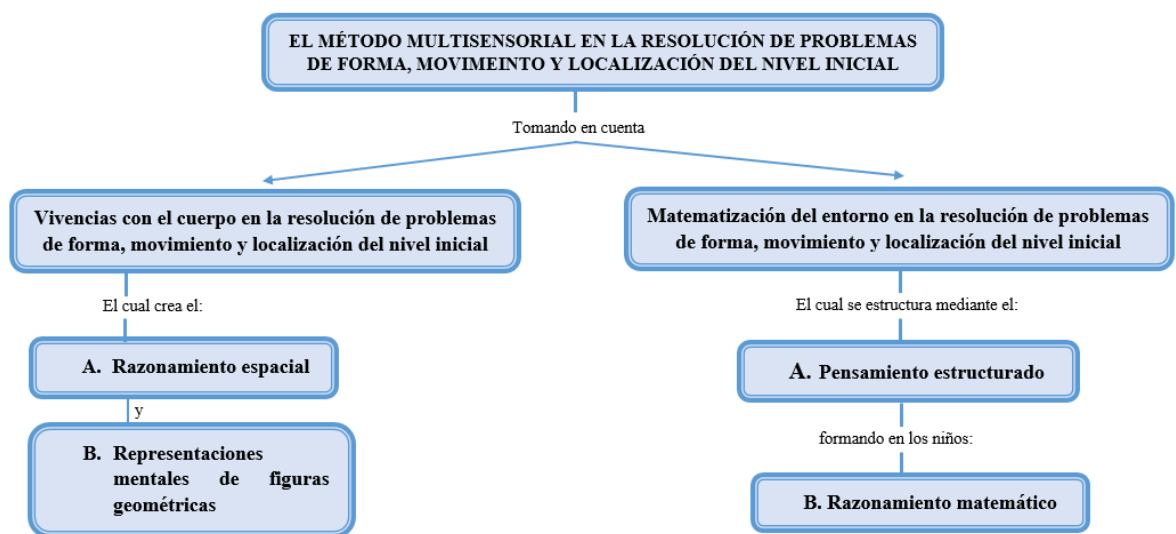 EL MÉTODO MULTISENSORIAL EN LA RESOLUCIÓN DE PROBLEMAS
DE FORMA, MOVIMEINTO Y LOCALIZACIÓN DEL NIVEL INICIAL
Tomando en cuenta
Vivencias con el cuerpo en la resolución de problemas
de forma, movimiento y localización del nivel inicial
El cual crea el:
A. Razonamiento espacial
y
B. Representaciones
mentales de figuras
geométricas
Matematización del entorno en la resolución de problemas
de forma, movimiento y localización del nivel inicial
El cual se estructura mediante el:
A. Pensamiento estructurado
formando en los niños:
B. Razonamiento matemático